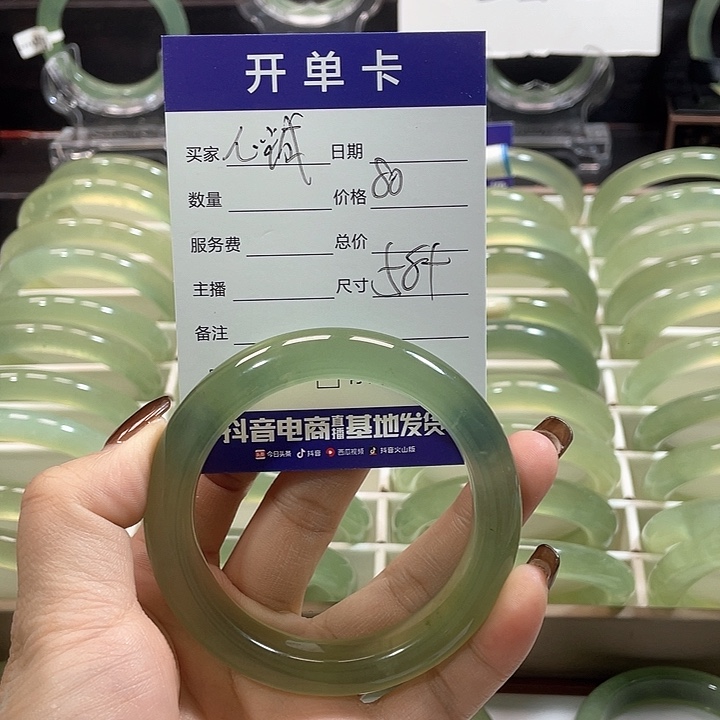 开单卡
买家 心诚 日期
数量 价格 80
服务费 总价
主播 尺寸 58
备注
抖音电商直播基地发货
今日头条 抖音 西瓜视频 抖音火山版